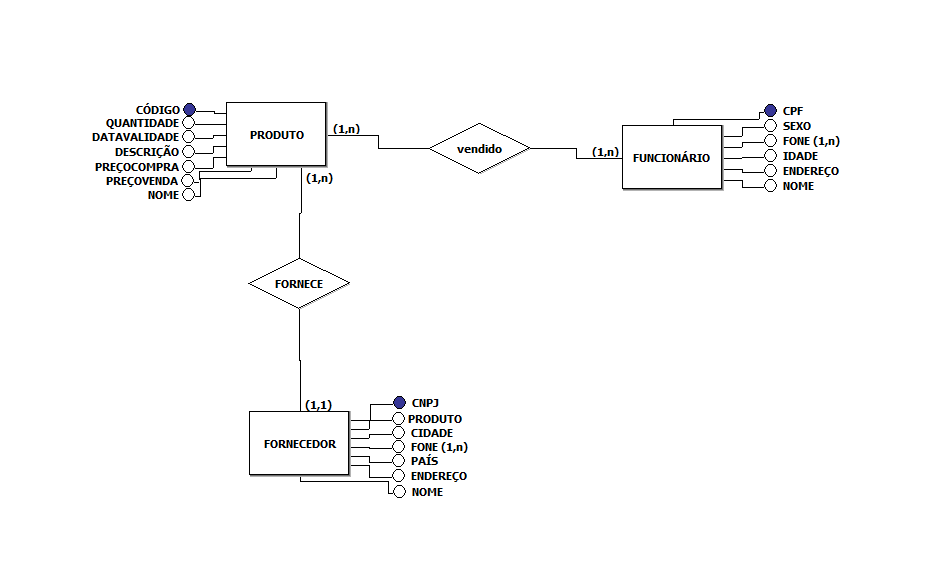 CÓDIGO
QUANTIDADE
DATAVALIDADE
DESCRIÇÃO
PREÇOCOMPRA
PREÇOVENDA
NOME
PRODUTO
(1,n)
(1,n)
vendido
(1,n)
FUNCIONÁRIO
CPF
SEXO
FONE (1,n)
IDADE
ENDEREÇO
NOME
FORNECE
(1,1)
FORNECEDOR
CNPJ
PRODUTO
CIDADE
FONE (1,n)
PAÍS
ENDEREÇO
NOME